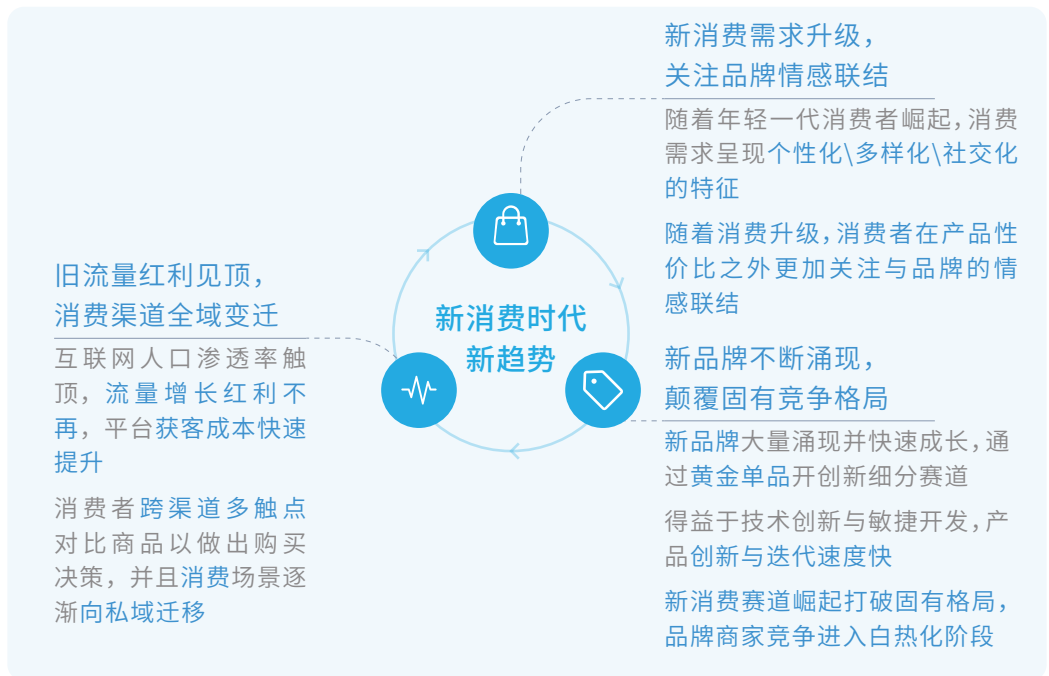 新消费需求升级，
关注品牌情感联结
随着年轻一代消费者崛起，消费
需求呈现个性化\多样化\社交化
的特征
随着消费升级，消费者在产品性
价比之外更加关注与品牌的情
感联结
旧流量红利见顶，
消费渠道全域变迁
互联网人口渗透率触
顶，流量增长红利不
再，平台获客成本快速
提升
消费者跨渠道多触点
对比商品以做出购买
决策，并且消费场景逐
渐向私域迁移
新消费时代
新趋势
新品牌不断涌现，
颠覆固有竞争格局
新品牌大量涌现并快速成长，通
过黄金单品开创新细分赛道
得益于技术创新与敏捷开发，产
品创新与迭代速度快
新消费赛道崛起打破固有格局，
品牌商家竞争进入白热化阶段